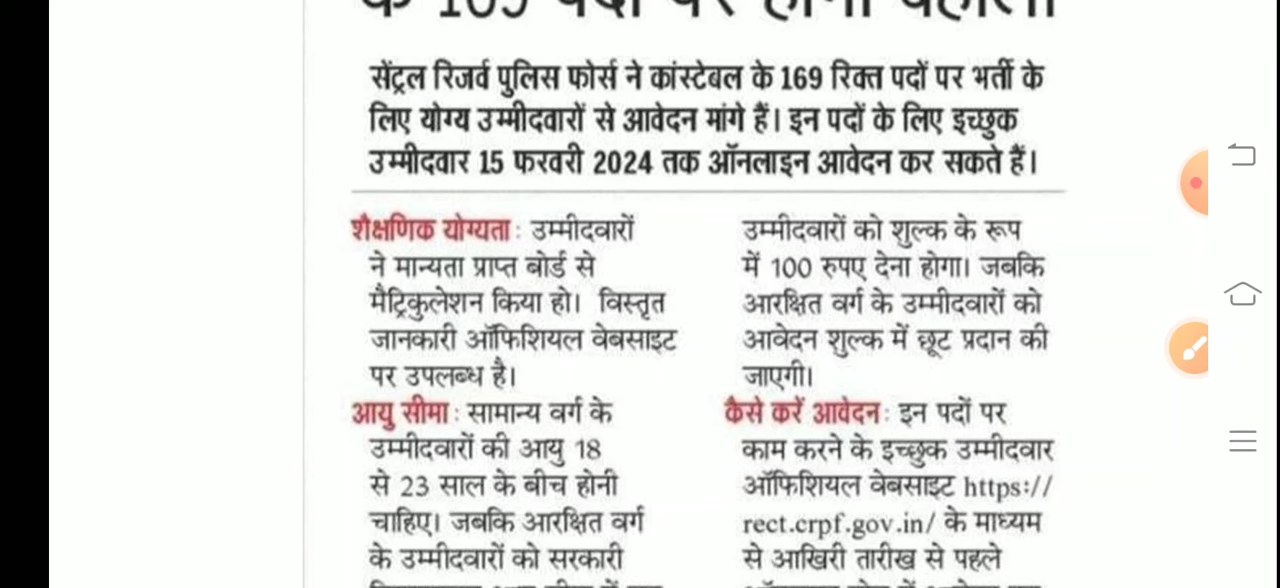 के 169 पदों पर होगी बहाली
सेंट्रल रिजर्व पुलिस फोर्स ने कांस्टेबल के 169 रिक्त पदों पर भर्ती के
लिए योग्य उम्मीदवारों से आवेदन मांगे हैं। इन पदों के लिए इच्छुक
उम्मीदवार 15 फरवरी 2024 तक ऑनलाइन आवेदन कर सकते हैं।
शैक्षणिक योग्यता : उम्मीदवारों
ने मान्यता प्राप्त बोर्ड से
मैट्रिकुलेशन किया हो। विस्तृत
जानकारी ऑफिशियल वेबसाइट
पर उपलब्ध है।
आयु सीमा : सामान्य वर्ग के
उम्मीदवारों की आयु 18
से 23 साल के बीच होनी
चाहिए। जबकि आरक्षित वर्ग
के उम्मीदवारों को सरकारी
उम्मीदवारों को शुल्क के रूप
में 100 रुपए देना होगा। जबकि
आरक्षित वर्ग के उम्मीदवारों को
आवेदन शुल्क में छूट प्रदान की
जाएगी।
कैसे करें आवेदन : इन पदों पर
काम करने के इच्छुक उम्मीदवार
ऑफिशियल वेबसाइट https://
rect.crpf.gov.in/ के माध्यम
से आखिरी तारीख से पहले